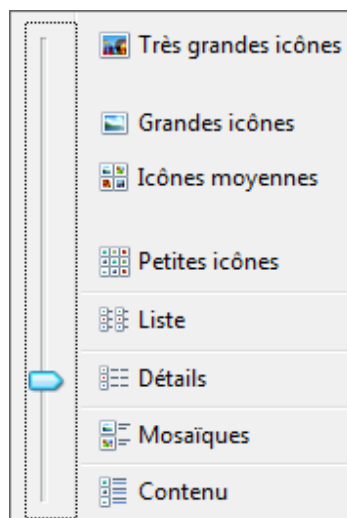 Très grandes icônes
Grandes icônes
Icônes moyennes
Petites icônes
Liste
Détails
Mosaïques
Contenu